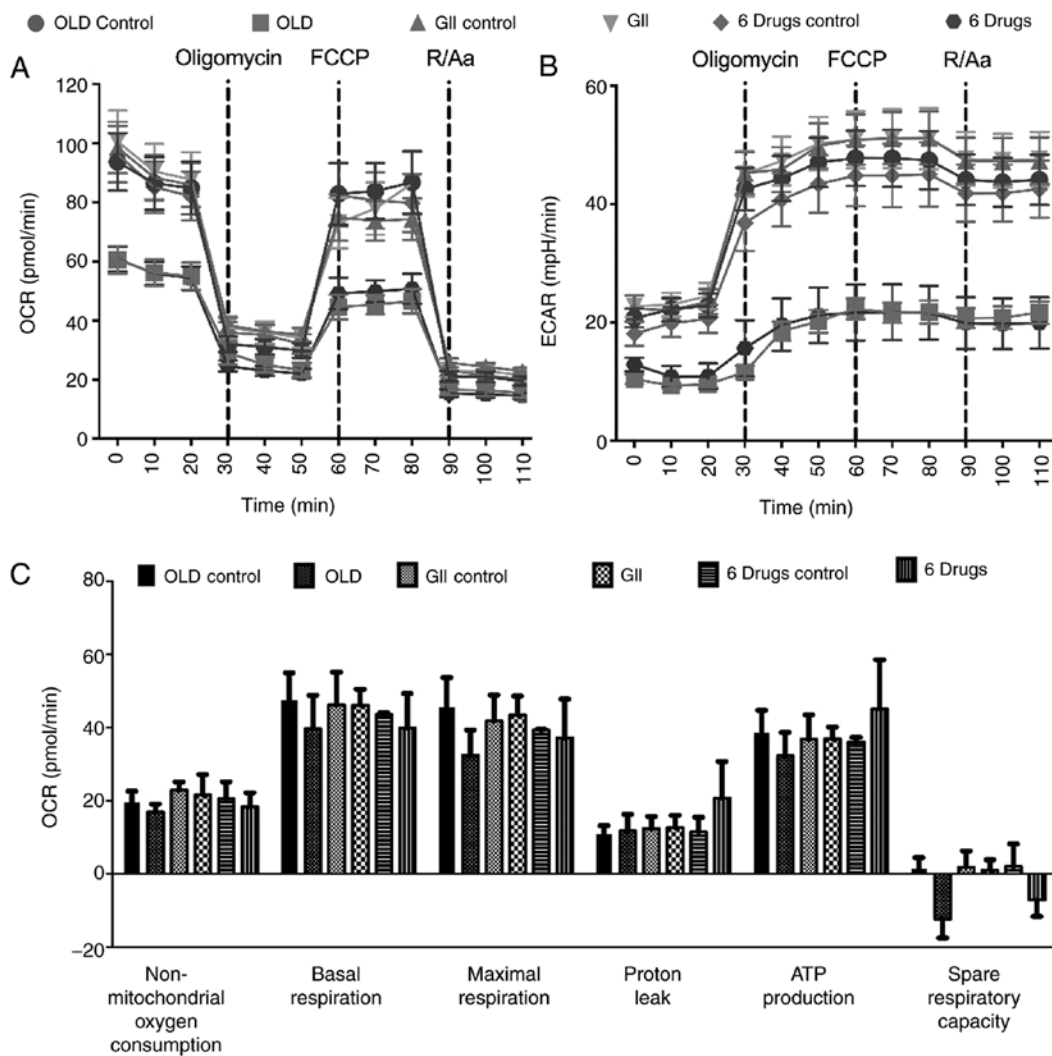 OLD Control OLD GII control GII 6 Drugs control 6 Drugs
A
Oligomycin FCCP R/Aa
120
100
80
60
40
20
0
OCR (pmol/min)
0 10 20 30 40 50 60 70 80 90 100 110
Time (min)
B
Oligomycin FCCP R/Aa
60
40
20
0
ECAR (mpH/min)
0 10 20 30 40 50 60 70 80 90 100 110
Time (min)
C
OLD control OLD GII control GII 6 Drugs control 6 Drugs
80
60
40
20
0
−20
OCR (pmol/min)
Non-
mitochondrial
oxygen
consumption
Basal
respiration
Maximal
respiration
Proton
leak
ATP
production
Spare
respiratory
capacity